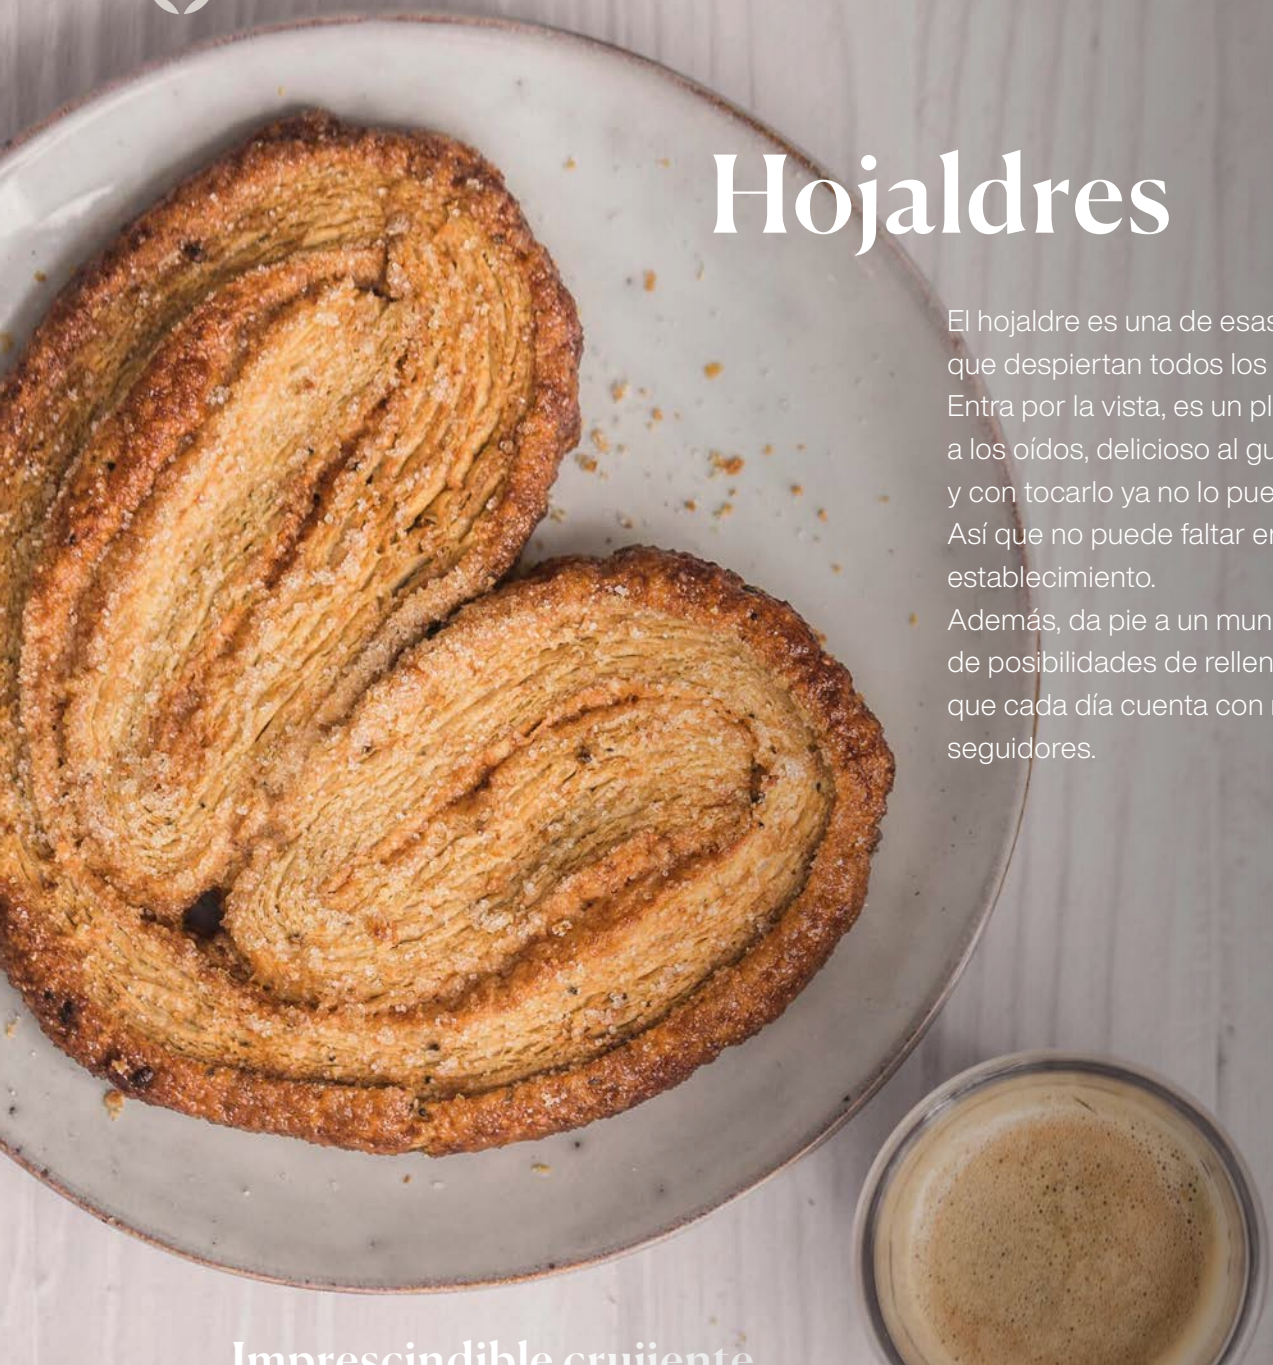 Hojaldres
El hojaldre es una de esas
que despiertan todos los
Entra por la vista, es un
a los oídos, delicioso al
y con tocarlo ya no lo
Así que no puede faltar
establecimiento.
Además, da pie a un
de posibilidades de
que cada día cuenta con
seguidores.
Imprescindible crujiente